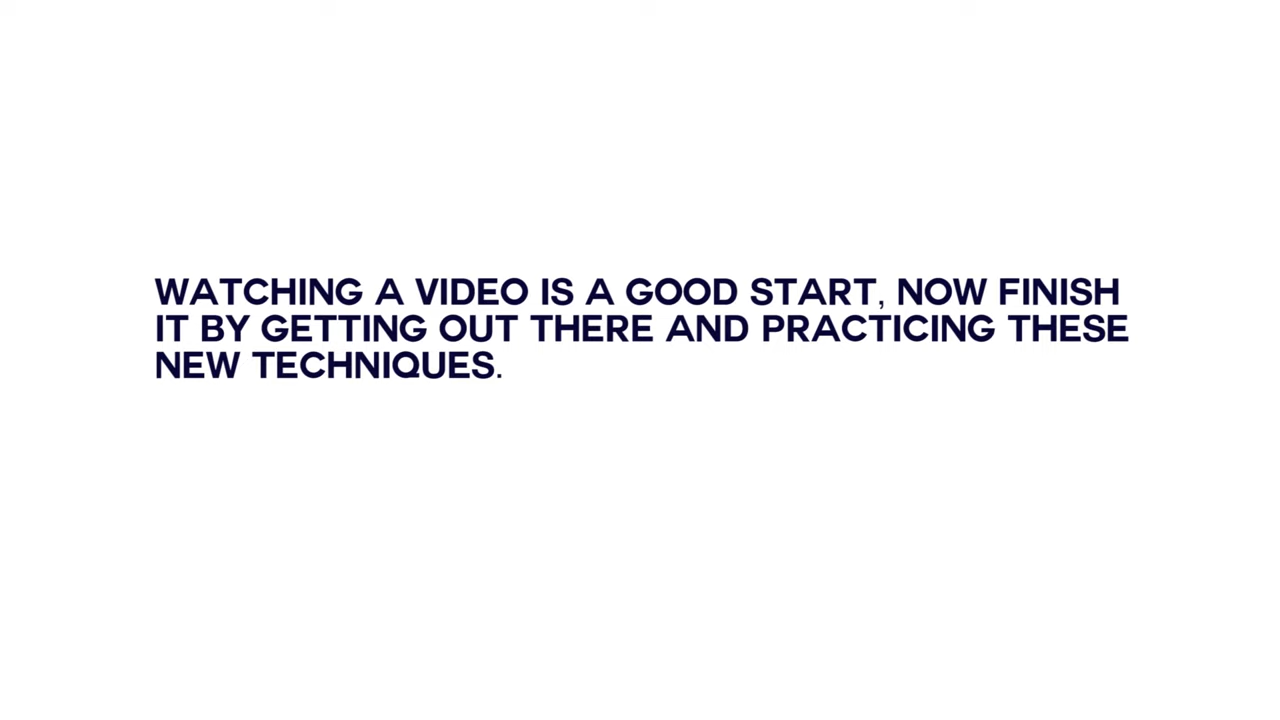 WATCHING A VIDEO IS A GOOD START, NOW FINISH
IT BY GETTING OUT THERE AND PRACTICING THESE
NEW TECHNIQUES.